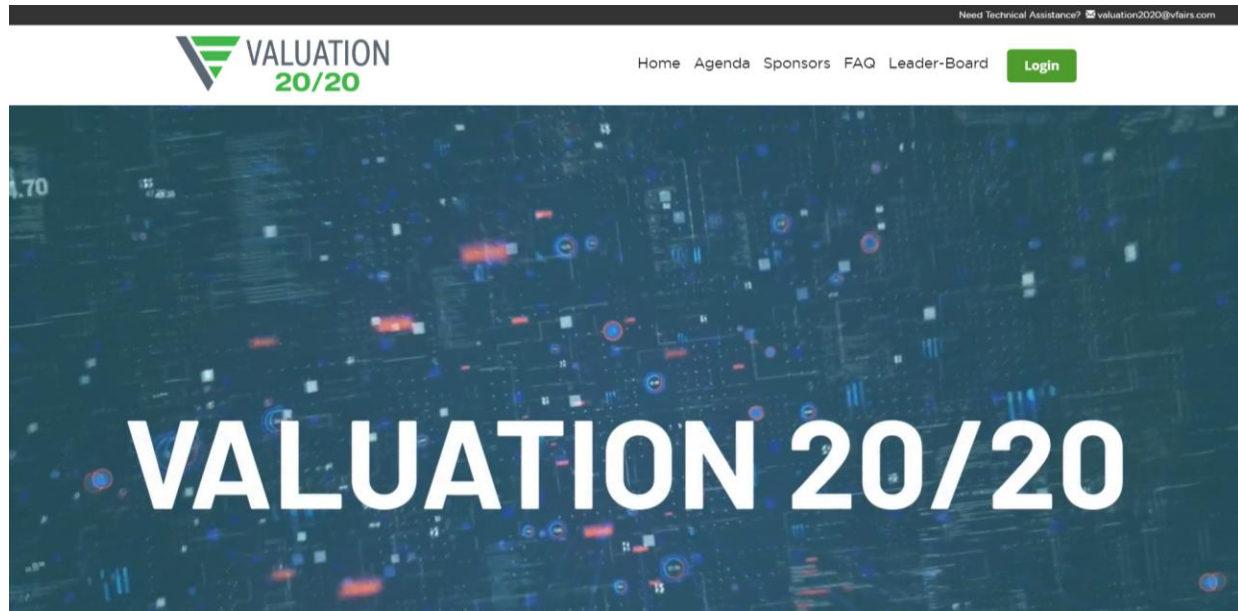 Need Technical Assistance? valuation2020@vfairs.com
VALUATION
20/20
Home Agenda Sponsors FAQ Leader-Board Login
.70
VALUATION 20/20